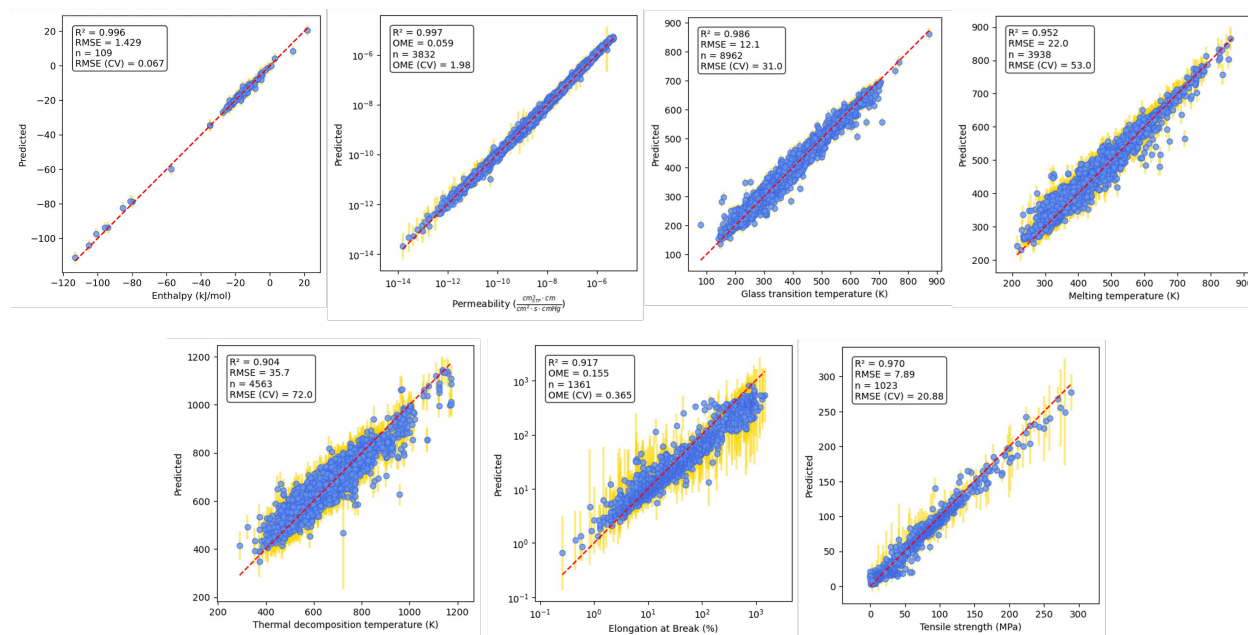 R² = 0.996
RMSE = 1.429
n = 109
RMSE (CV) = 0.067
20
0
−20
−40
−60
−80
−100
Predicted
−120 −100 −80 −60 −40 −20 0 20
Enthalpy (kJ/mol)
R² = 0.997
OME = 0.059
n = 3832
OME (CV) = 1.98
10⁻⁶
10⁻⁸
10⁻¹⁰
10⁻¹²
10⁻¹⁴
Predicted
10⁻¹⁴ 10⁻¹² 10⁻¹⁰ 10⁻⁸ 10⁻⁶
Permeability (cm³STP · cm / cm² · s · cmHg)
R² = 0.986
RMSE = 12.1
n = 8962
RMSE (CV) = 31.0
900
800
700
600
500
400
300
200
100
Predicted
100 200 300 400 500 600 700 800 900
Glass transition temperature (K)
R² = 0.952
RMSE = 22.0
n = 3938
RMSE (CV) = 53.0
900
800
700
600
500
400
300
200
Predicted
200 300 400 500 600 700 800 900
Melting temperature (K)
R² = 0.904
RMSE = 35.7
n = 4563
RMSE (CV) = 72.0
1200
1000
800
600
400
200
Predicted
200 400 600 800 1000 1200
Thermal decomposition temperature (K)
R² = 0.917
OME = 0.155
n = 1361
OME (CV) = 0.365
10³
10²
10¹
10⁰
10⁻¹
Predicted
10⁻¹ 10⁰ 10¹ 10² 10³
Elongation at Break (%)
R² = 0.970
RMSE = 7.89
n = 1023
RMSE (CV) = 20.88
300
250
200
150
100
50
0
Predicted
0 50 100 150 200 250 300
Tensile strength (MPa)